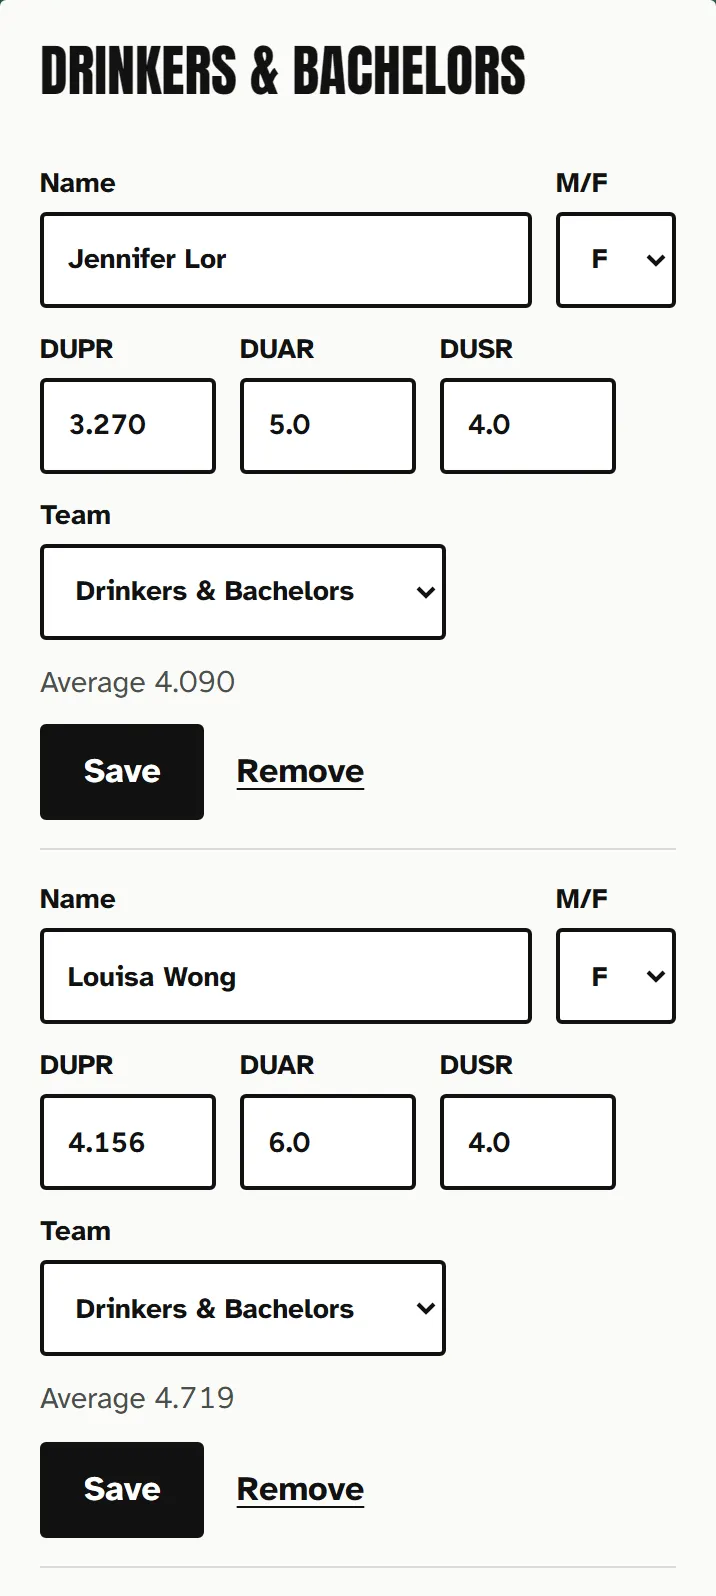 DRINKERS & BACHELORS
Name M/F
Jennifer Lor F
DUPR DUAR DUSR
3.270 5.0 4.0
Team
Drinkers & Bachelors
Average 4.090
Save Remove
Name M/F
Louisa Wong F
DUPR DUAR DUSR
4.156 6.0 4.0
Team
Drinkers & Bachelors
Average 4.719
Save Remove